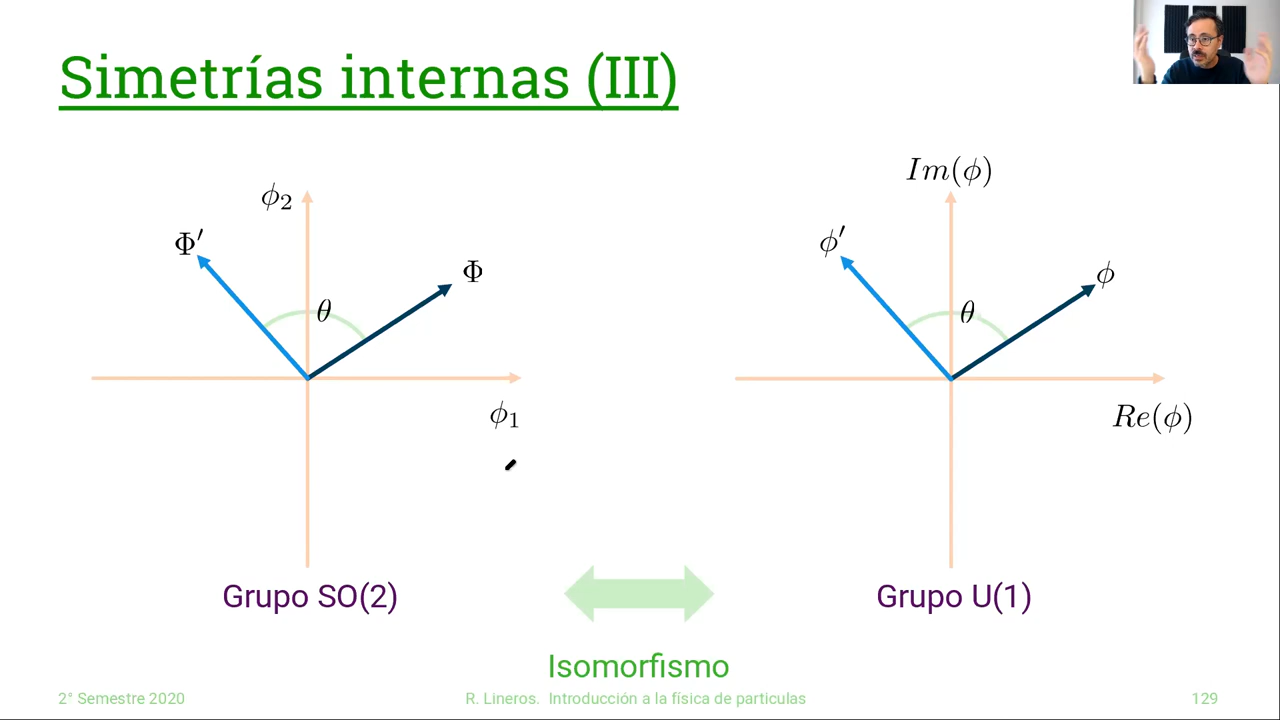 Simetrías internas (III)
ϕ₂
Φ′
Φ
θ
ϕ₁
Im(ϕ)
ϕ′
ϕ
θ
Re(ϕ)
Grupo SO(2)
Grupo U(1)
Isomorfismo
2° Semestre 2020
R. Lineros. Introducción a la física de particulas
129